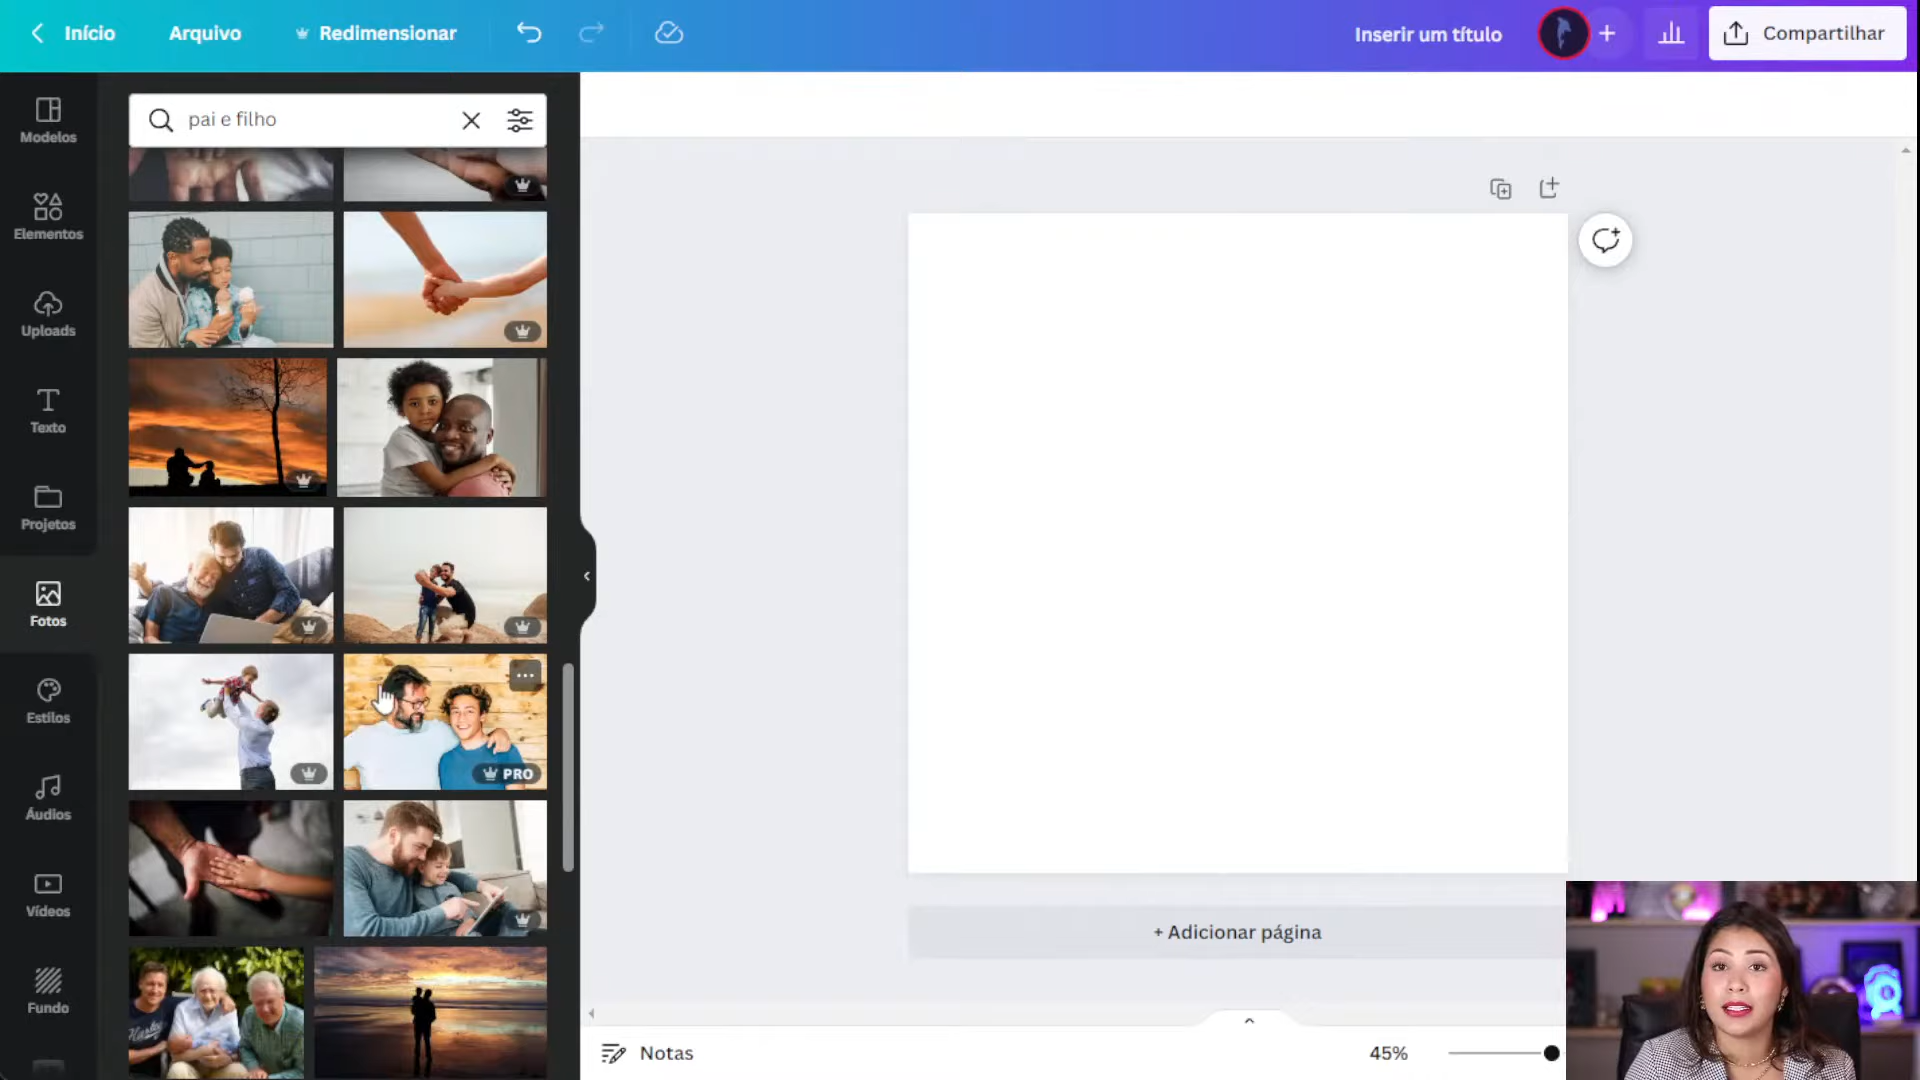 Início
Arquivo
Redimensionar
Inserir um título
Compartilhar
pai e filho
Modelos
Elementos
Uploads
Texto
Projetos
Fotos
Estilos
Áudios
Vídeos
Fundo
PRO
+ Adicionar página
Notas
45%